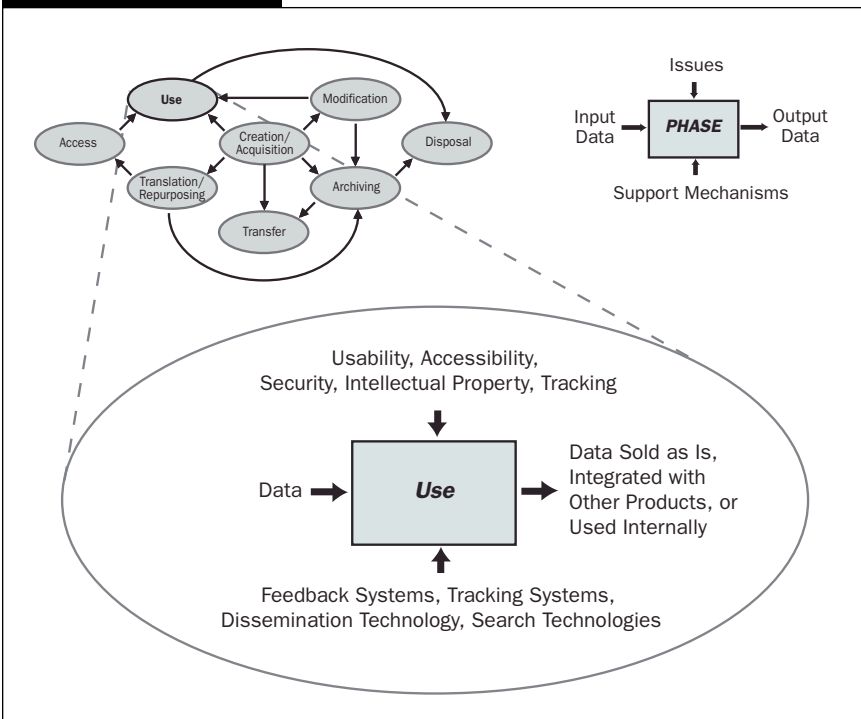 Use
Modification
Access
Creation/
Acquisition
Disposal
Translation/
Repurposing
Archiving
Transfer
Issues
Input
Data
PHASE
Output
Data
Support Mechanisms
Usability, Accessibility,
Security, Intellectual Property, Tracking
Data
Use
Data Sold as Is,
Integrated with
Other Products, or
Used Internally
Feedback Systems, Tracking Systems,
Dissemination Technology, Search Technologies